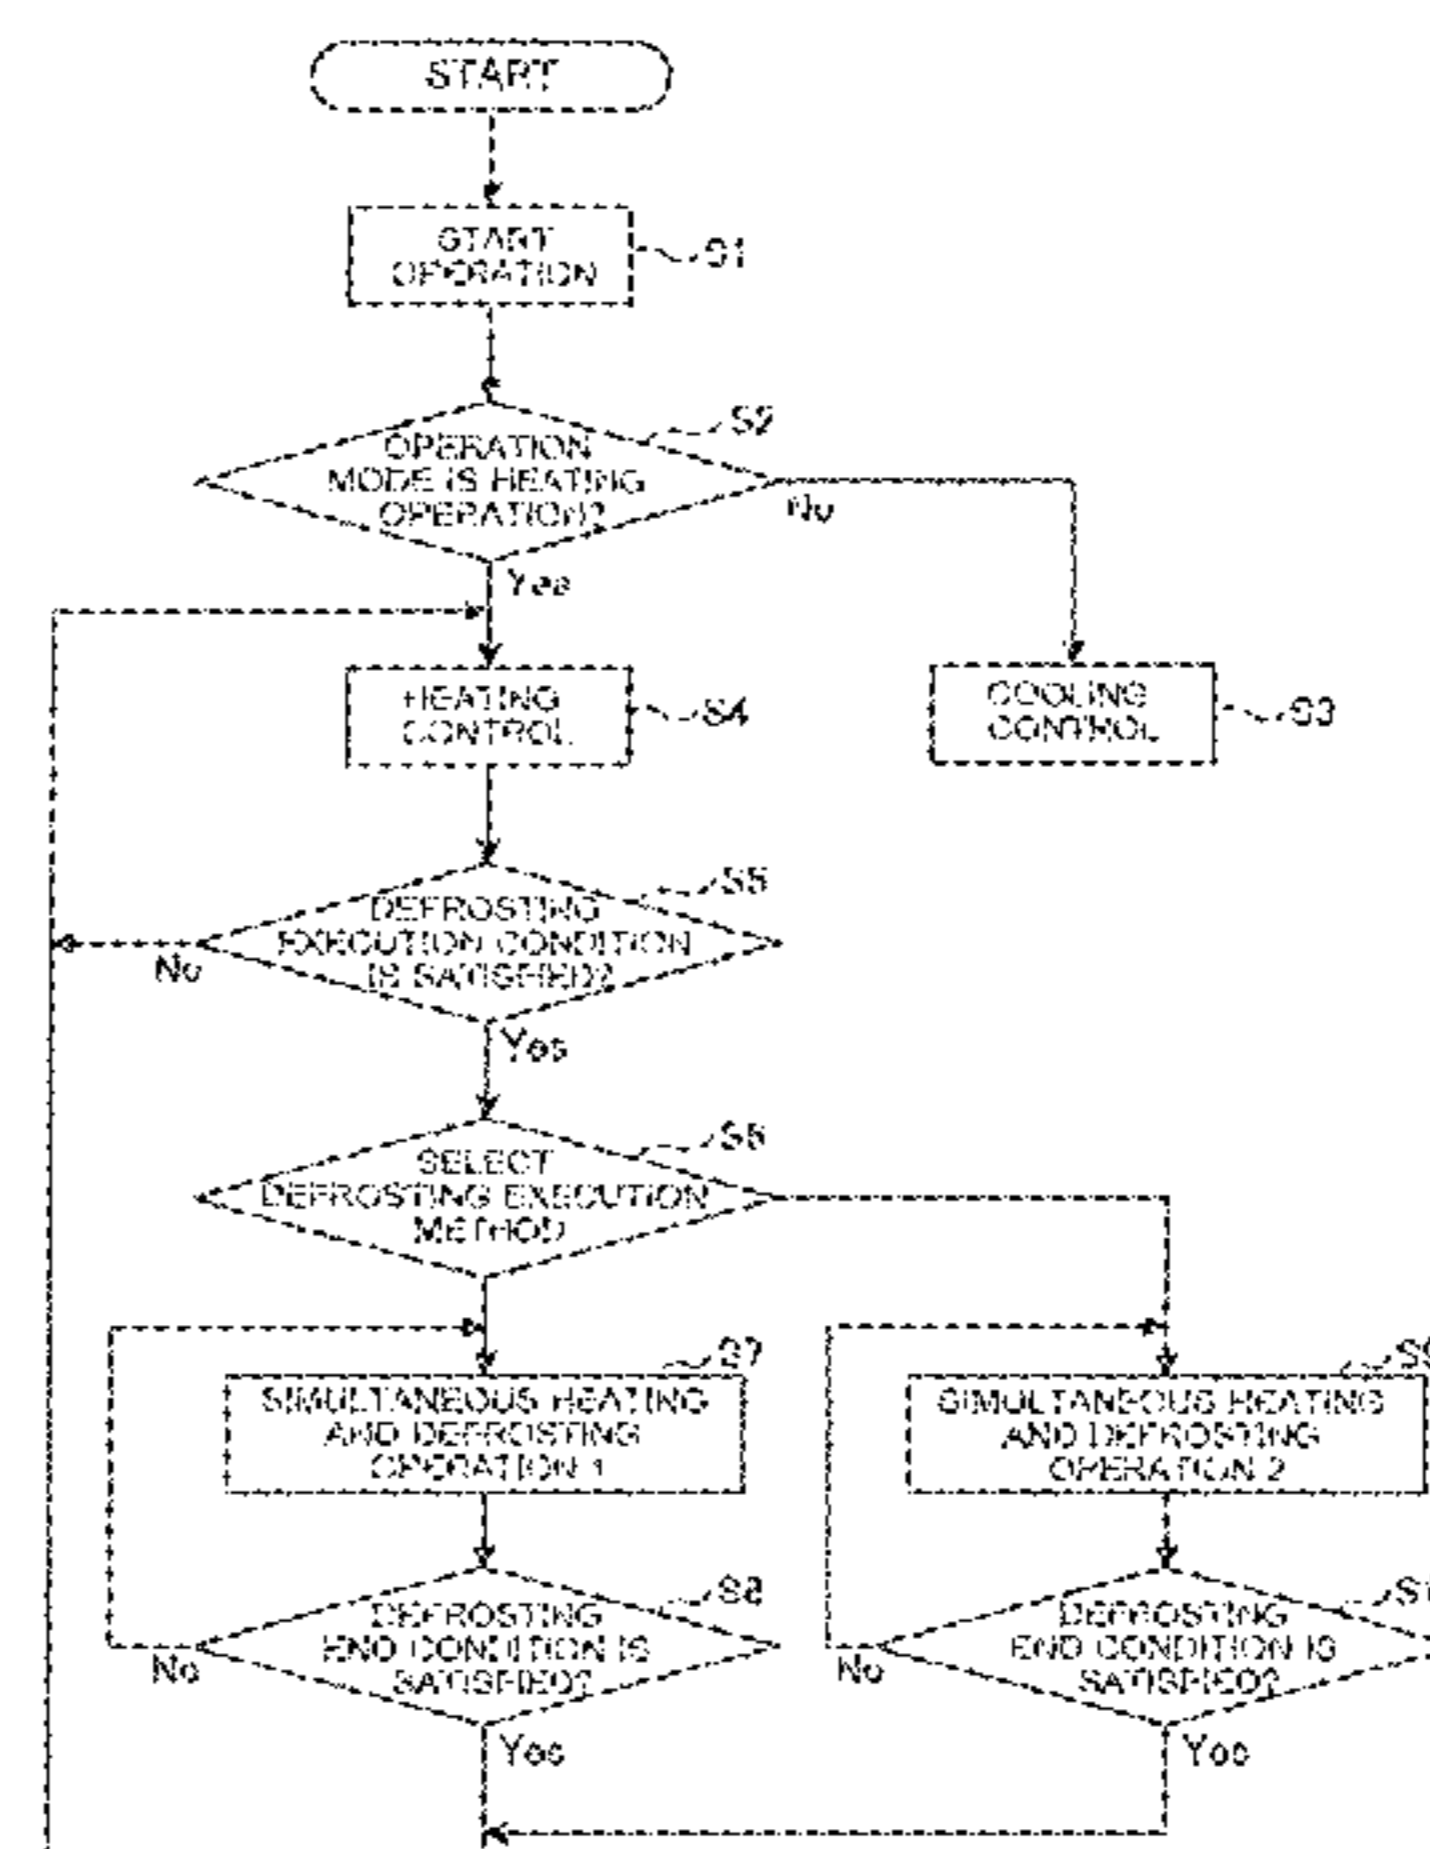 START
START
OPERATION
S1
S2
OPERATION
MODE IS HEATING
OPERATION?
No
Yes
HEATING
CONTROL
S4
COOLING
CONTROL
S3
S5
DEFROSTING
EXECUTION CONDITION
IS SATISFIED?
No
Yes
S6
SELECT
DEFROSTING EXECUTION
METHOD
S7
SIMULTANEOUS HEATING
AND DEFROSTING
OPERATION 1
SIMULTANEOUS HEATING
AND DEFROSTING
OPERATION 2
S8
DEFROSTING
END CONDITION IS
SATISFIED?
No
Yes
DEFROSTING
END CONDITION IS
SATISFIED?
No
Yes